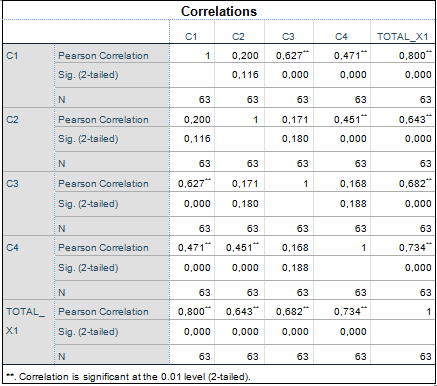 Correlations
C1 C2 C3 C4 TOTAL_X1
C1 Pearson Correlation 1 0,200 0,627** 0,471** 0,800**
Sig. (2-tailed) 0,116 0,000 0,000 0,000
N 63 63 63 63 63
C2 Pearson Correlation 0,200 1 0,171 0,451** 0,643**
Sig. (2-tailed) 0,116 0,180 0,000 0,000
N 63 63 63 63 63
C3 Pearson Correlation 0,627** 0,171 1 0,168 0,682**
Sig. (2-tailed) 0,000 0,180 0,188 0,000
N 63 63 63 63 63
C4 Pearson Correlation 0,471** 0,451** 0,168 1 0,734**
Sig. (2-tailed) 0,000 0,000 0,188 0,000
N 63 63 63 63 63
TOTAL_ Pearson Correlation 0,800** 0,643** 0,682** 0,734** 1
X1 Sig. (2-tailed) 0,000 0,000 0,000 0,000
N 63 63 63 63 63
**. Correlation is significant at the 0.01 level (2-tailed).